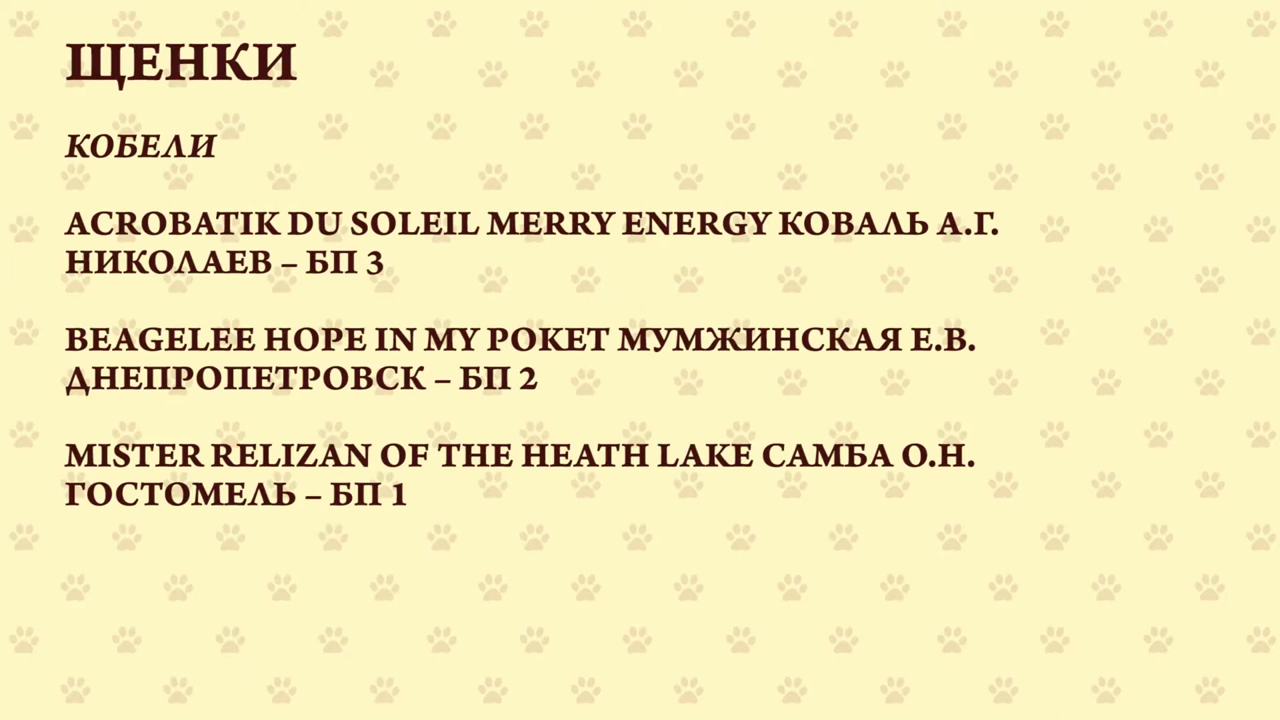 ЩЕНКИ
КОБЕЛИ
ACROBATIK DU SOLEIL MERRY ENERGY КОВАЛЬ А.Г.
НИКОЛАЕВ – БП 3
BEAGELEE HOPE IN MY POKET МУМЖИНСКАЯ Е.В.
ДНЕПРОПЕТРОВСК – БП 2
MISTER RELIZAN OF THE HEATH LAKE САМБА О.Н.
ГОСТОМЕЛЬ – БП 1